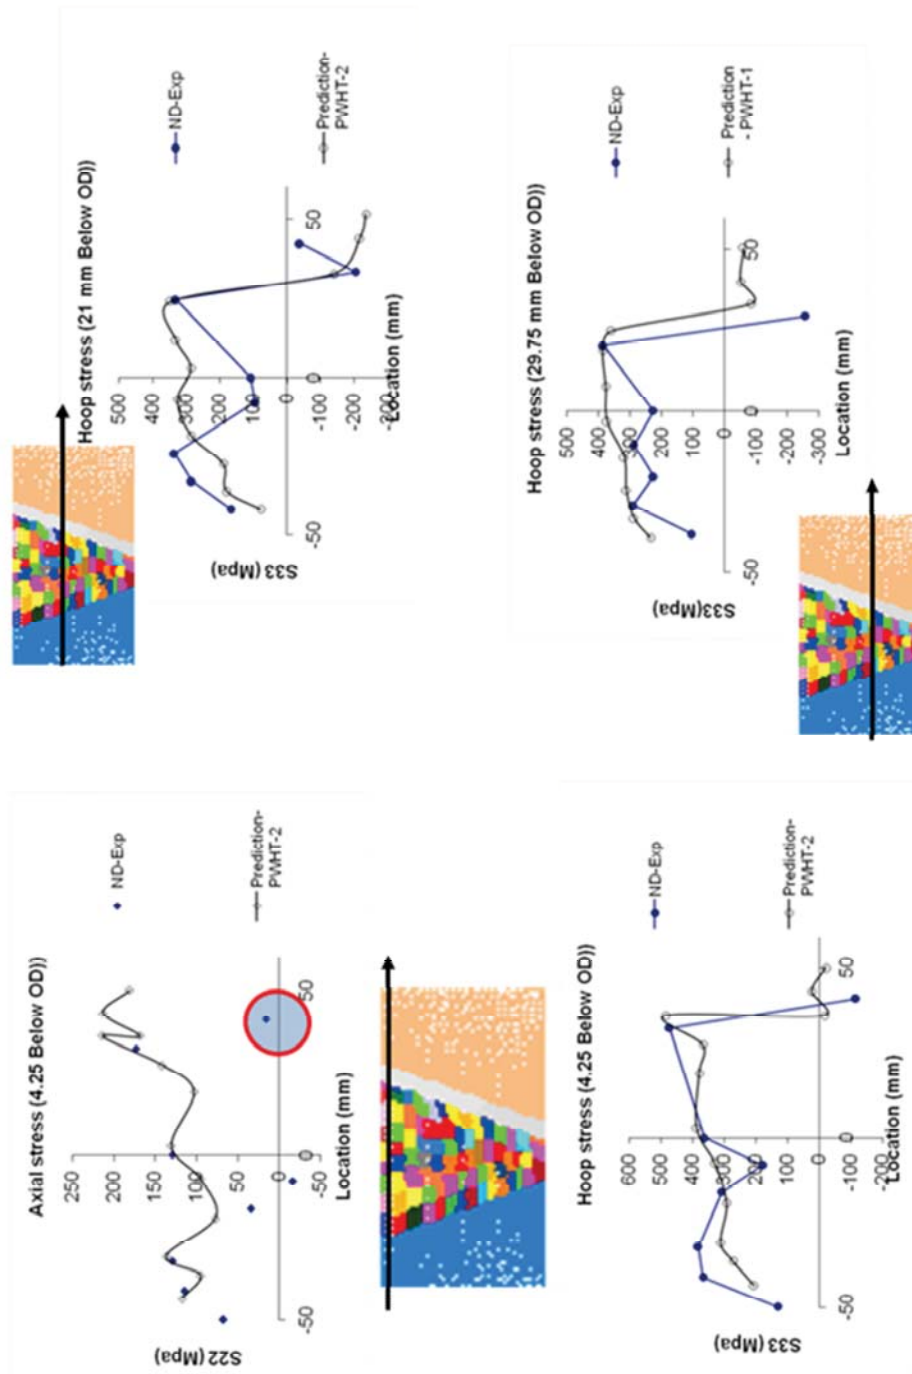 Axial stress (4.25 Below OD))
S22 (Mpa)
250
200
150
100
50
0
-50
0
50
Location (mm)
ND-Exp
Prediction-
PWHT-2
Hoop stress (21 mm Below OD))
S33 (Mpa)
500
400
300
200
100
0
-100
-200
-50
0
50
Location (mm)
ND-Exp
Prediction-
PWHT-2
Hoop stress (4.25 Below OD))
S33 (Mpa)
600
500
400
300
200
100
0
-100
-200
-50
0
50
Location (mm)
ND-Exp
Prediction-
PWHT-2
Hoop stress (29.75 mm Below OD))
S33(Mpa)
500
400
300
200
100
0
-100
-200
-300
-50
0
50
Location (mm)
ND-Exp
Prediction
- PWHT-1